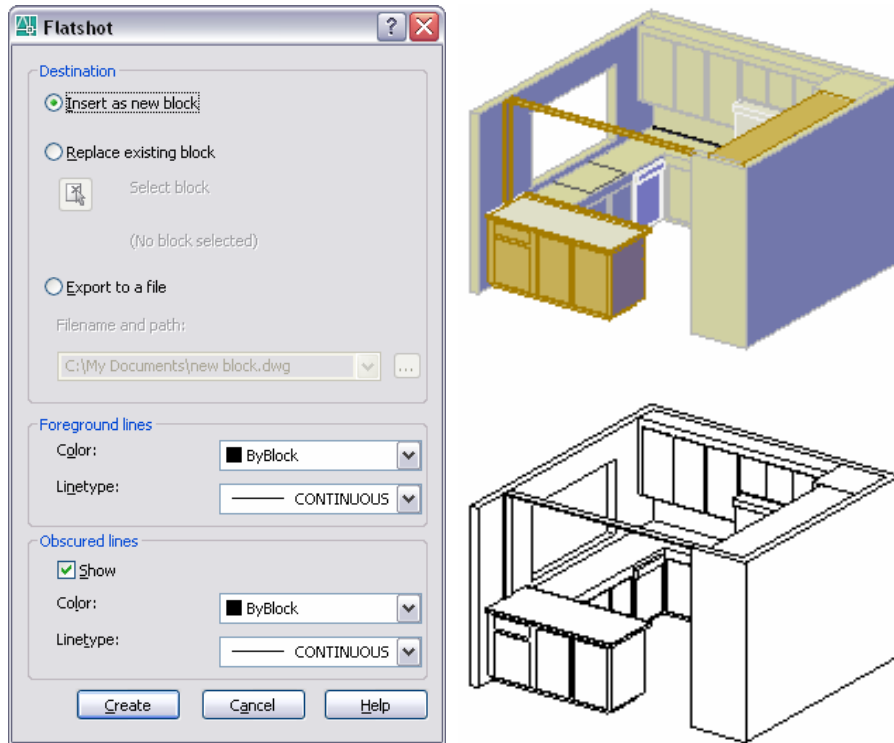 Flatshot
Destination
Insert as new block
Replace existing block
Select block
(No block selected)
Export to a file
Filename and path:
C:\My Documents\new block.dwg
...
Foreground lines
Color:
ByBlock
Linetype:
CONTINUOUS
Obscured lines
Show
Color:
ByBlock
Linetype:
CONTINUOUS
Create
Cancel
Help